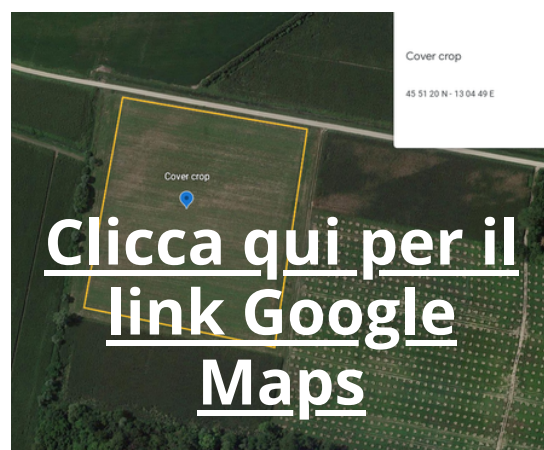 Cover crop
45 51 20 N - 13 04 49 E
Cover crop
Clicca qui per il
link Google
Maps